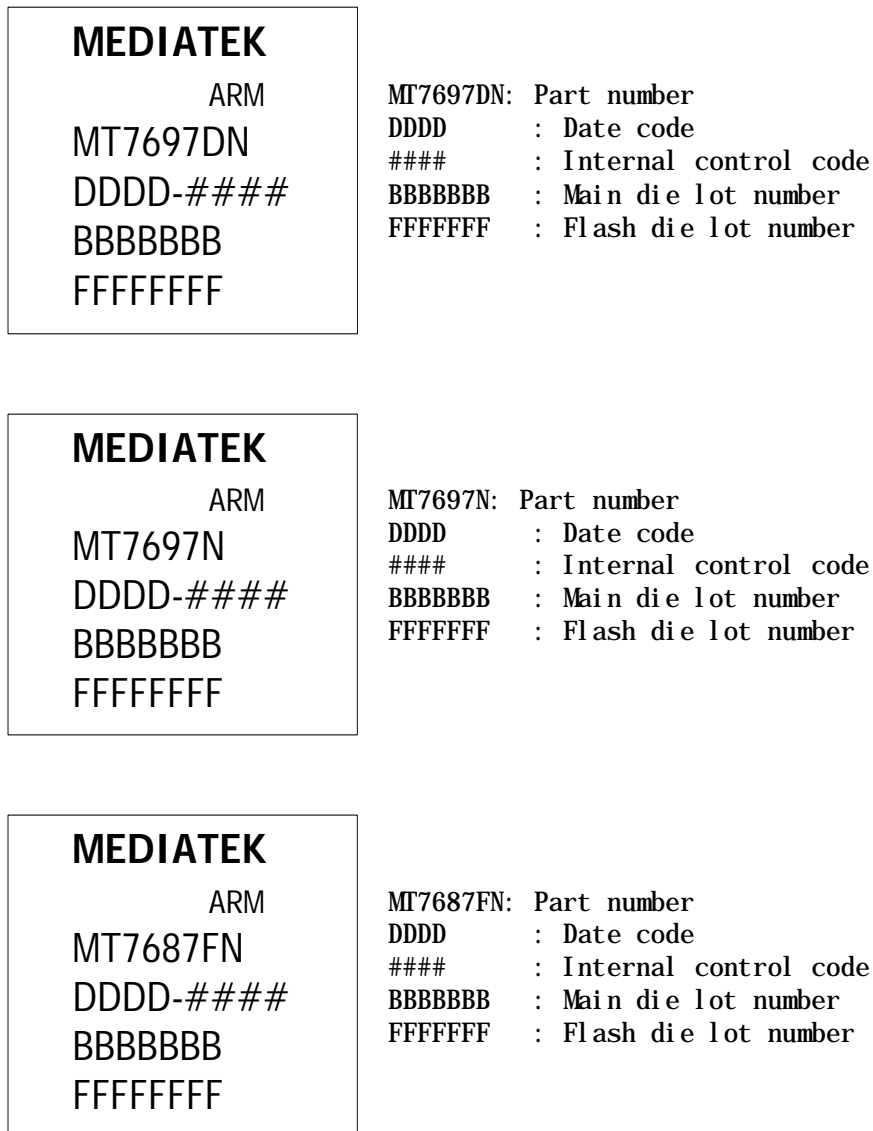 MEDIATEK
ARM
MT7697DN
DDDD-####
BBBBBBB
FFFFFFFF
MT7697DN: Part number
DDDD : Date code
#### : Internal control code
BBBBBBB : Main die lot number
FFFFFFF : Flash die lot number
MEDIATEK
ARM
MT7697N
DDDD-####
BBBBBBB
FFFFFFFF
MT7697N: Part number
DDDD : Date code
#### : Internal control code
BBBBBBB : Main die lot number
FFFFFFF : Flash die lot number
MEDIATEK
ARM
MT7687FN
DDDD-####
BBBBBBB
FFFFFFFF
MT7687FN: Part number
DDDD : Date code
#### : Internal control code
BBBBBBB : Main die lot number
FFFFFFF : Flash die lot number